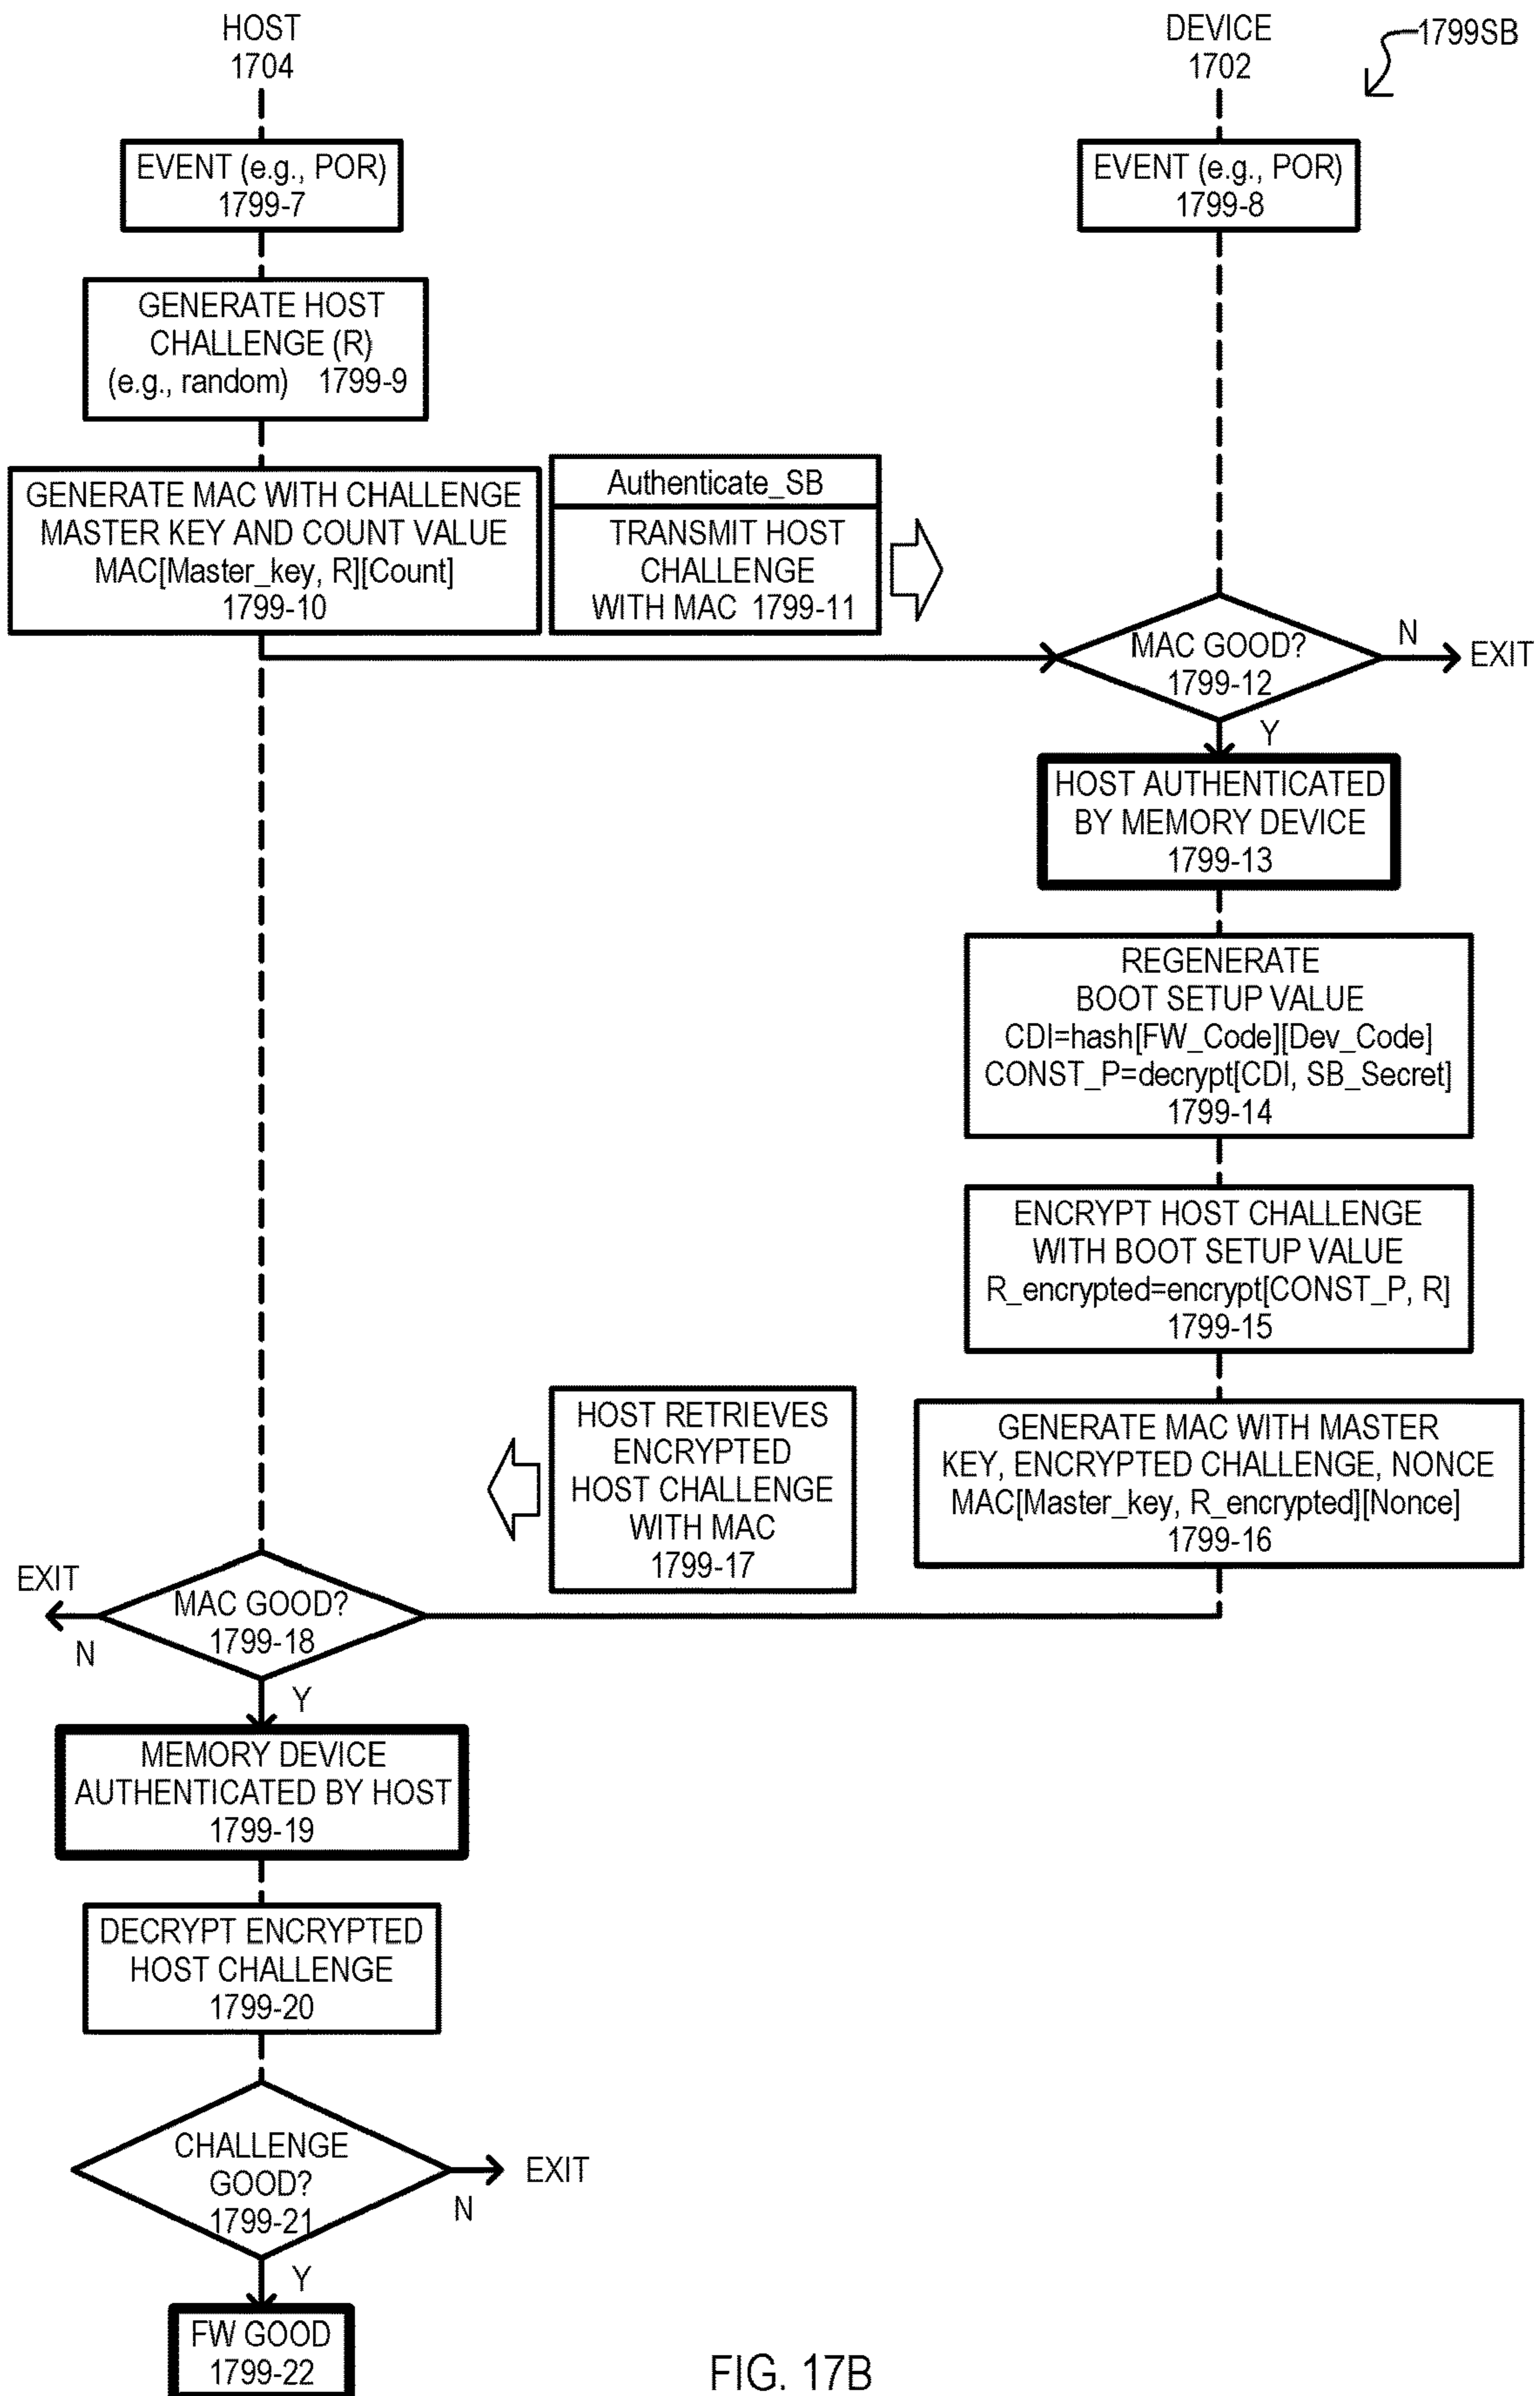 HOST
1704
DEVICE
1702
1799SB
EVENT (e.g., POR)
1799-7
EVENT (e.g., POR)
1799-8
GENERATE HOST
CHALLENGE (R)
(e.g., random) 1799-9
GENERATE MAC WITH CHALLENGE
MASTER KEY AND COUNT VALUE
MAC[Master_key, R][Count]
1799-10
Authenticate_SB
TRANSMIT HOST
CHALLENGE
WITH MAC 1799-11
MAC GOOD?
1799-12
N
EXIT
Y
HOST AUTHENTICATED
BY MEMORY DEVICE
1799-13
REGENERATE
BOOT SETUP VALUE
CDI=hash[FW_Code][Dev_Code]
CONST_P=decrypt[CDI, SB_Secret]
1799-14
ENCRYPT HOST CHALLENGE
WITH BOOT SETUP VALUE
R_encrypted=encrypt[CONST_P, R]
1799-15
GENERATE MAC WITH MASTER
KEY, ENCRYPTED CHALLENGE, NONCE
MAC[Master_key, R_encrypted][Nonce]
1799-16
HOST RETRIEVES
ENCRYPTED
HOST CHALLENGE
WITH MAC
1799-17
EXIT
N
MAC GOOD?
1799-18
Y
MEMORY DEVICE
AUTHENTICATED BY HOST
1799-19
DECRYPT ENCRYPTED
HOST CHALLENGE
1799-20
CHALLENGE
GOOD?
1799-21
N
EXIT
Y
FW GOOD
1799-22
FIG. 17B